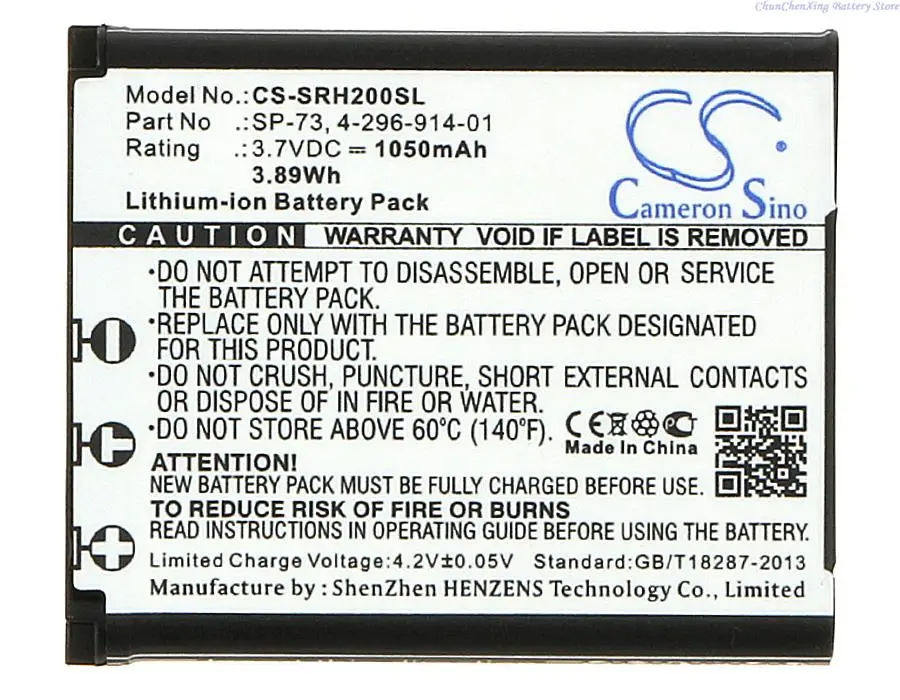 ChunChenXing Battery Store
Model No.: CS-SRH200SL
Part No .: SP-73, 4-296-914-01
Rating .: 3.7VDC = 1050mAh
3.89Wh
Lithium-ion Battery Pack
CS
Cameron Sino
CAUTION WARRANTY VOID IF LABEL IS REMOVED
•DO NOT ATTEMPT TO DISASSEMBLE, OPEN OR SERVICE
THE BATTERY PACK.
•REPLACE ONLY WITH THE BATTERY PACK DESIGNATED
FOR THIS PRODUCT.
•DO NOT CRUSH, PUNCTURE, SHORT EXTERNAL CONTACTS
OR DISPOSE OF IN FIRE OR WATER.
•DO NOT STORE ABOVE 60°C (140°F).
CE
Made In China
ATTENTION!
NEW BATTERY PACK MUST BE FULLY CHARGED BEFORE USE.
TO REDUCE RISK OF FIRE OR BURNS
READ INSTRUCTIONS IN OPERATING GUIDE BEFORE USING THE BATTERY.
Limited Charge Voltage:4.2V±0.05V Standard:GB/T18287-2013
Manufacture by : ShenZhen HENZENS Technology Co.,Limited